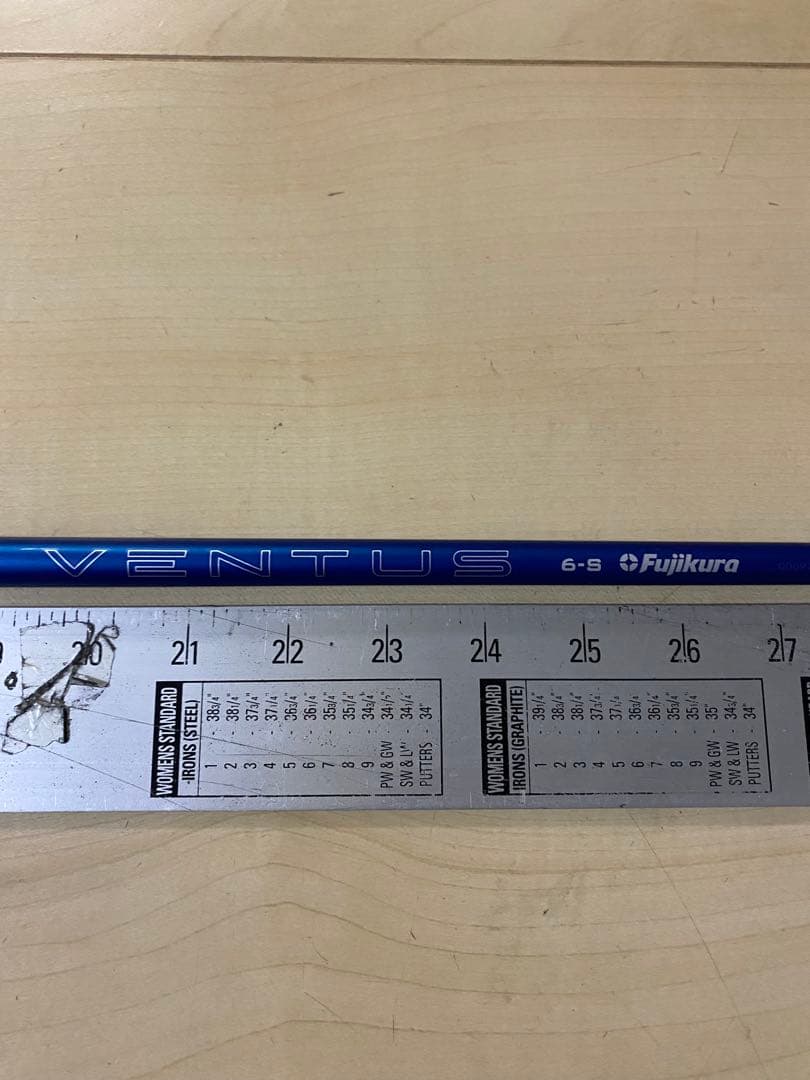 VENTUS 6-S Fujikura
20 21 22 23 24 25 26 27
WOMENS STANDARD
-IRONS (STEEL)
1 - 38 3/4"
2 - 38 1/4"
3 - 37 3/4"
4 - 37 1/4"
5 - 36 3/4"
6 - 36 1/4"
7 - 35 3/4"
8 - 35 1/4"
9 - 34 3/4"
PW & GW - 34 1/2"
SW & LW - 34 1/4"
PUTTERS - 34"
WOMENS STANDARD
IRONS (GRAPHITE)
1 - 39 1/4"
2 - 38 3/4"
3 - 38 1/4"
4 - 37 3/4"
5 - 37 1/4"
6 - 36 3/4"
7 - 36 1/4"
8 - 35 3/4"
9 - 35 1/4"
PW & GW - 35"
SW & LW - 34 3/4"
PUTTERS - 34"